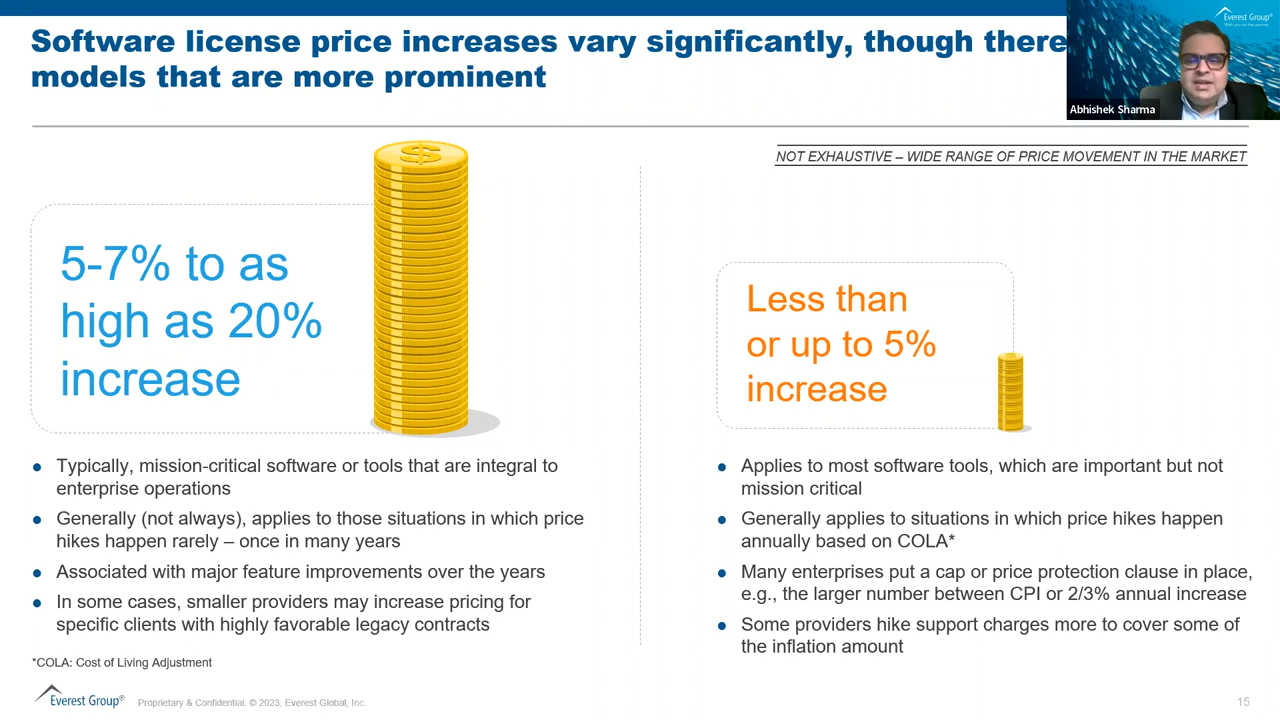 Software license price increases vary significantly, though there
models that are more prominent
Everest Group®
With you on the journey
Abhishek Sharma
NOT EXHAUSTIVE – WIDE RANGE OF PRICE MOVEMENT IN THE MARKET
$
5-7% to as
high as 20%
increase
Less than
or up to 5%
increase
● Typically, mission-critical software or tools that are integral to
enterprise operations
● Generally (not always), applies to those situations in which price
hikes happen rarely – once in many years
● Associated with major feature improvements over the years
● In some cases, smaller providers may increase pricing for
specific clients with highly favorable legacy contracts
● Applies to most software tools, which are important but not
mission critical
● Generally applies to situations in which price hikes happen
annually based on COLA*
● Many enterprises put a cap or price protection clause in place,
e.g., the larger number between CPI or 2/3% annual increase
● Some providers hike support charges more to cover some of
the inflation amount
*COLA: Cost of Living Adjustment
Everest Group®
Proprietary & Confidential. © 2023, Everest Global, Inc.
15